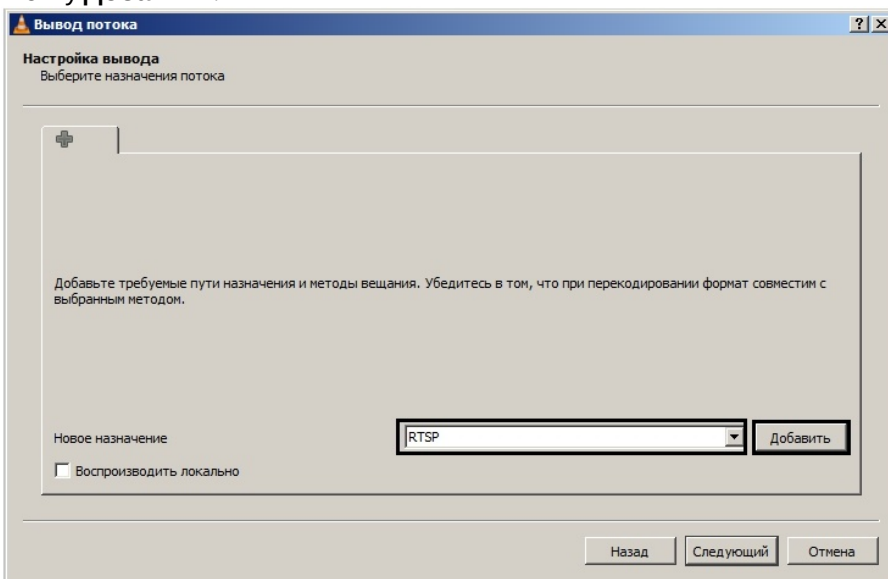 Вывод потока
Настройка вывода
Выберите назначения потока
Добавьте требуемые пути назначения и методы вещания. Убедитесь в том, что при перекодировании формат совместим с
выбранным методом.
Новое назначение
RTSP
Добавить
Воспроизводить локально
Назад
Следующий
Отмена